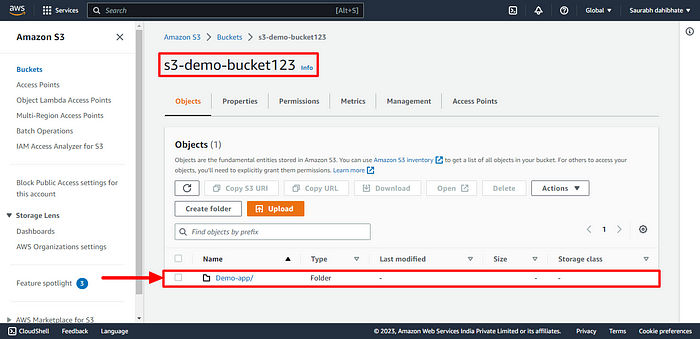 aws Services Search [Alt+S] Global Saurabh dahibhate
Amazon S3
Buckets
Access Points
Object Lambda Access Points
Multi-Region Access Points
Batch Operations
IAM Access Analyzer for S3
Block Public Access settings for
this account
Storage Lens
Dashboards
AWS Organizations settings
Feature spotlight 3
AWS Marketplace for S3
Amazon S3 > Buckets > s3-demo-bucket123
s3-demo-bucket123 Info
Objects Properties Permissions Metrics Management Access Points
Objects (1)
Objects are the fundamental entities stored in Amazon S3. You can use Amazon S3 inventory to get a list of all objects in your bucket. For others to access your
objects, you'll need to explicitly grant them permissions. Learn more
Copy S3 URI Copy URL Download Open Delete Actions
Create folder Upload
Find objects by prefix
< 1 >
Name Type Last modified Size Storage class
Demo-app/ Folder - - -
CloudShell Feedback Language © 2023, Amazon Web Services India Private Limited or its affiliates. Privacy Terms Cookie preferences